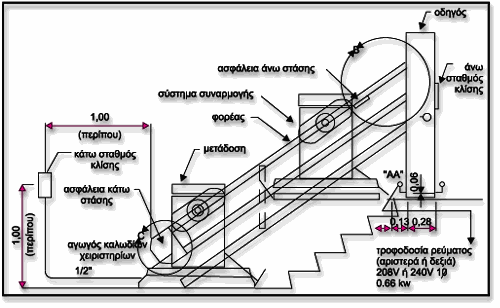 οδηγός
άνω
σταθμός
κλίσης
ασφάλεια άνω στάσης
σύστημα συναρμογής
φορέας
μετάδοση
1,00
(περίπου)
κάτω σταθμός
κλίσης
ασφάλεια κάτω
στάσης
1,00
(περίπου)
αγωγός καλωδίων
χειριστηρίων
1/2"
B
C
"AA"
0,06
0,13
0,28
τροφοδοσία ρεύματος
(αριστερά ή δεξιά)
208V ή 240V 1θ
0.66 kw